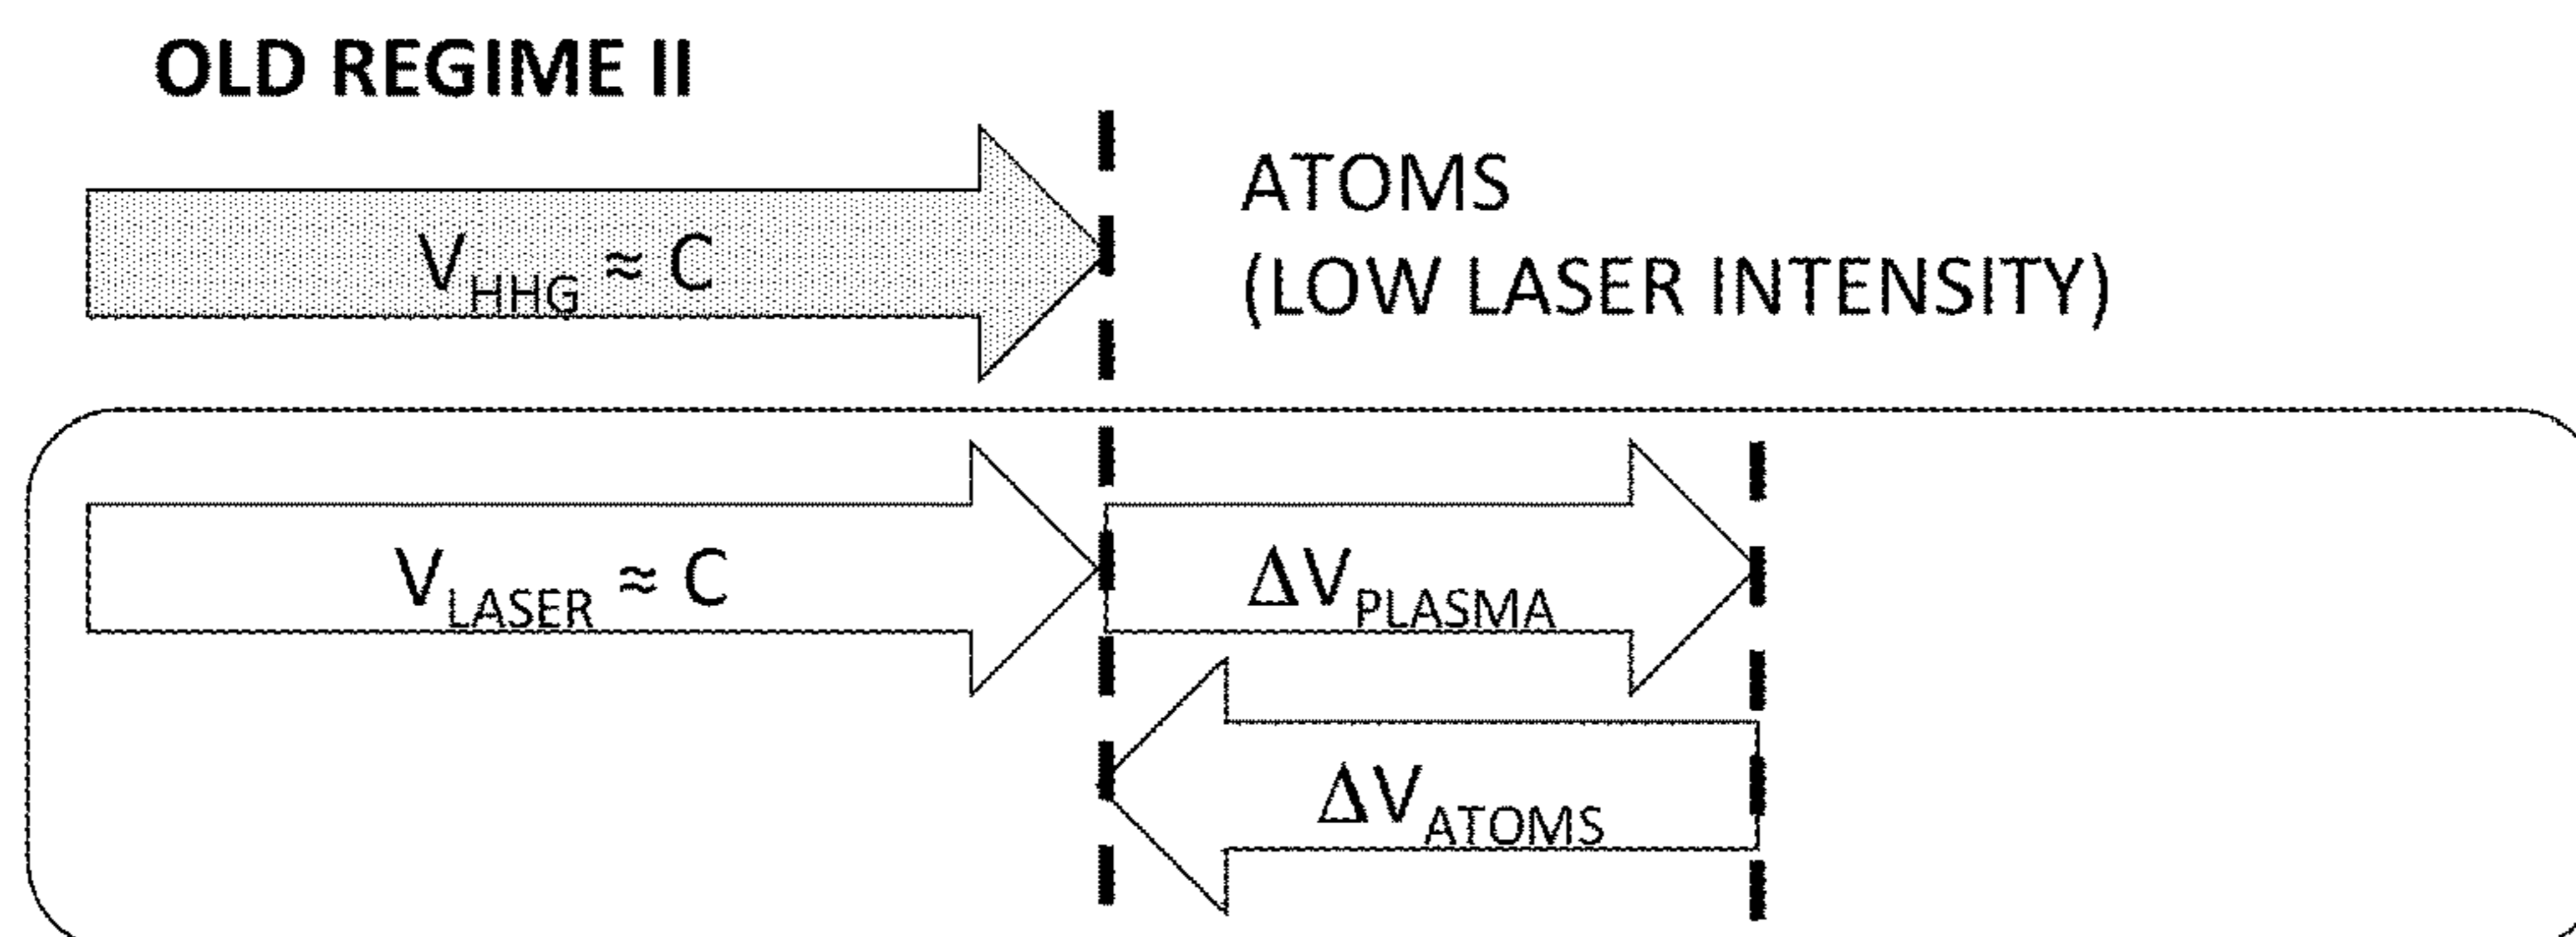 OLD REGIME II
V_HHG ≈ C
ATOMS
(LOW LASER INTENSITY)
V_LASER ≈ C
ΔV_PLASMA
ΔV_ATOMS